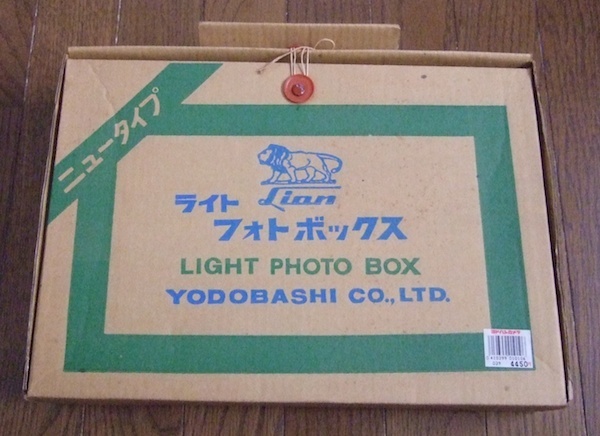 ニュータイプ
Lion
ライト
フォトボックス
LIGHT PHOTO BOX
YODOBASHI CO., LTD.
4450